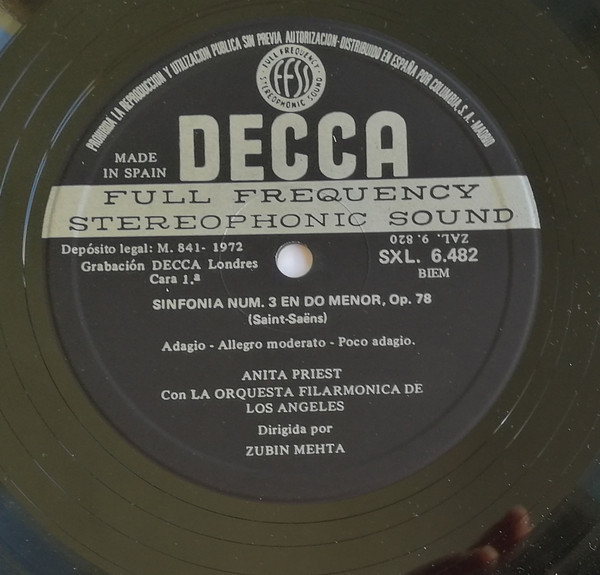 PROHIBIDA LA REPRODUCCION Y UTILIZACION PUBLICA SIN PREVIA AUTORIZACION-DISTRIBUIDO EN ESPAÑA POR COLUMBIA, S.A.-MADRID
FULL FREQUENCY
FFSS
STEREOPHONIC SOUND
DECCA
MADE
IN SPAIN
FULL FREQUENCY
STEREOPHONIC SOUND
Depósito legal: M. 841- 1972
Grabación DECCA Londres
Cara 1.ª
ZAL. 9. 820
SXL. 6.482
BIEM
SINFONIA NUM. 3 EN DO MENOR, Op. 78
(Saint-Saëns)
Adagio - Allegro moderato - Poco adagio.
ANITA PRIEST
Con LA ORQUESTA FILARMONICA DE
LOS ANGELES
Dirigida por
ZUBIN MEHTA